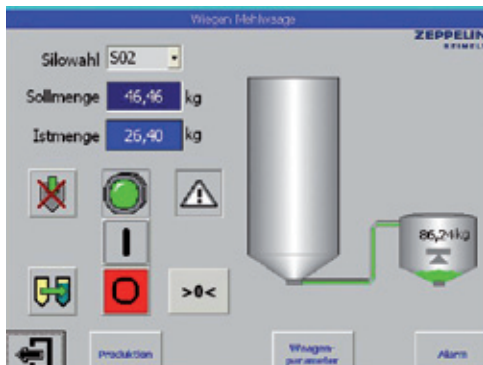 Wiegen Mehlwaage
ZEPPELIN
REIMELT
Silowahl S02
Sollmenge 46,46 kg
Istmenge 26,40 kg
86,24kg
>0<
Produktion
Waagen-
parameter
Alarm